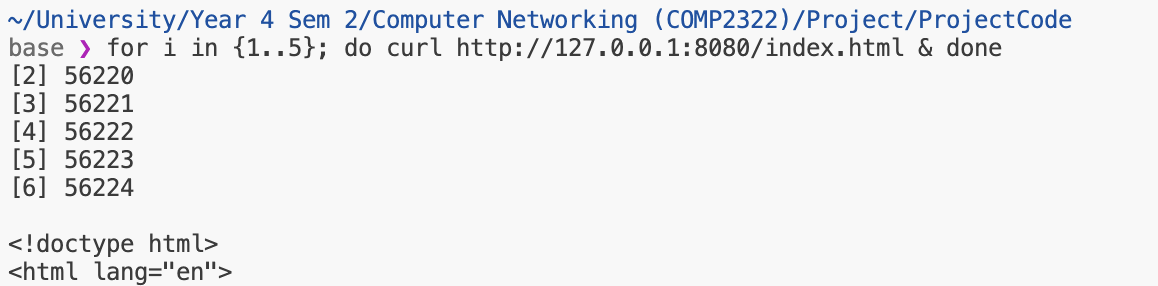 ~/University/Year 4 Sem 2/Computer Networking (COMP2322)/Project/ProjectCode
base ❯ for i in {1..5}; do curl http://127.0.0.1:8080/index.html & done
[2] 56220
[3] 56221
[4] 56222
[5] 56223
[6] 56224
<!doctype html>
<html lang="en">